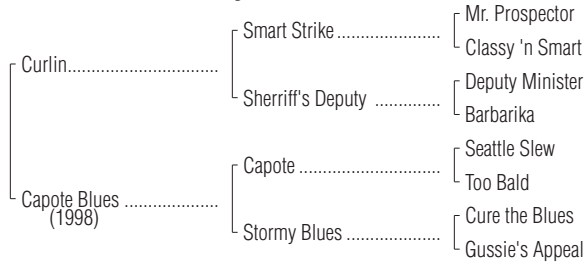 Mr. Prospector
Smart Strike ....................
Classy 'n Smart
Curlin..............................
Deputy Minister
Sherriff's Deputy .............
Barbarika
Seattle Slew
Capote ............................
Too Bald
Capote Blues ..................
(1998)
Cure the Blues
Stormy Blues ..................
Gussie's Appeal